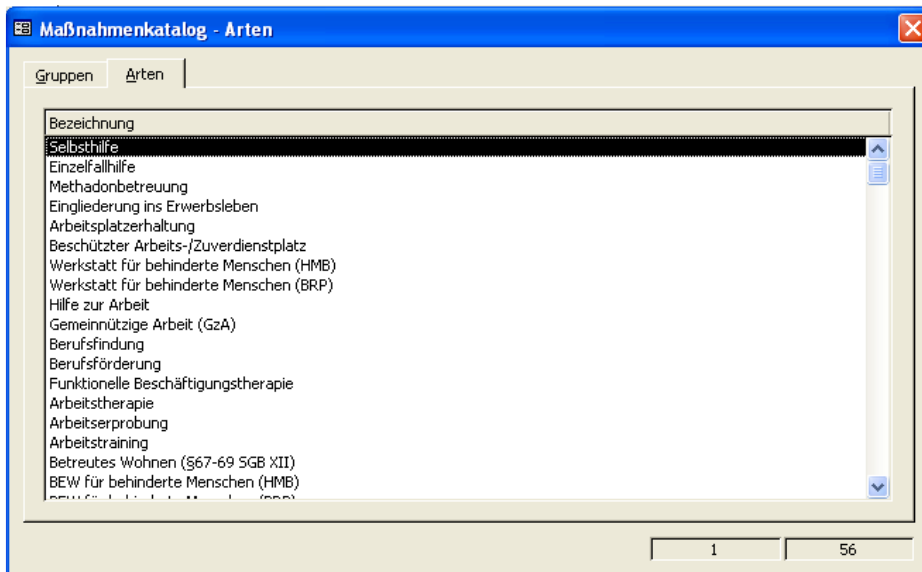 Maßnahmenkatalog - Arten
Gruppen Arten
Bezeichnung
Selbsthilfe
Einzelfallhilfe
Methadonbetreuung
Eingliederung ins Erwerbsleben
Arbeitsplatzerhaltung
Beschützter Arbeits-/Zuverdienstplatz
Werkstatt für behinderte Menschen (HMB)
Werkstatt für behinderte Menschen (BRP)
Hilfe zur Arbeit
Gemeinnützige Arbeit (GzA)
Berufsfindung
Berufsförderung
Funktionelle Beschäftigungstherapie
Arbeitstherapie
Arbeitserprobung
Arbeitstraining
Betreutes Wohnen (§67-69 SGB XII)
BEW für behinderte Menschen (HMB)
1 56